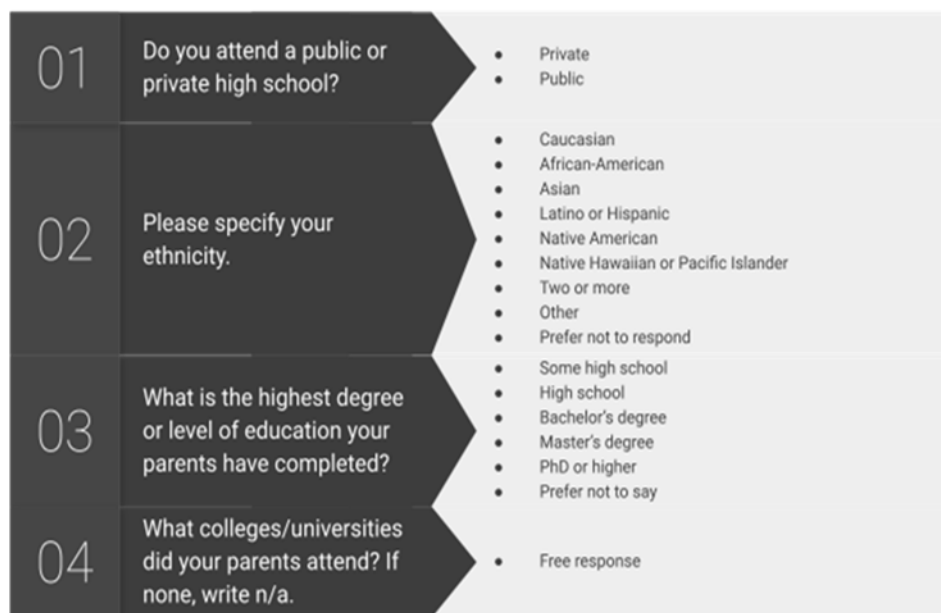 01
Do you attend a public or
private high school?
• Private
• Public
02
Please specify your
ethnicity.
• Caucasian
• African-American
• Asian
• Latino or Hispanic
• Native American
• Native Hawaiian or Pacific Islander
• Two or more
• Other
• Prefer not to respond
03
What is the highest degree
or level of education your
parents have completed?
• Some high school
• High school
• Bachelor's degree
• Master's degree
• PhD or higher
• Prefer not to say
04
What colleges/universities
did your parents attend? If
none, write n/a.
• Free response